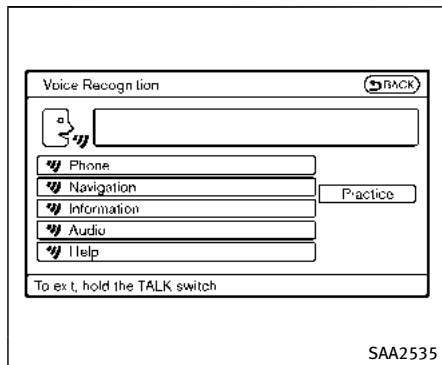 Voice Recognition
BACK
Phone
Navigation
Practice
Information
Audio
Help
To exit, hold the TALK switch
SAA2535